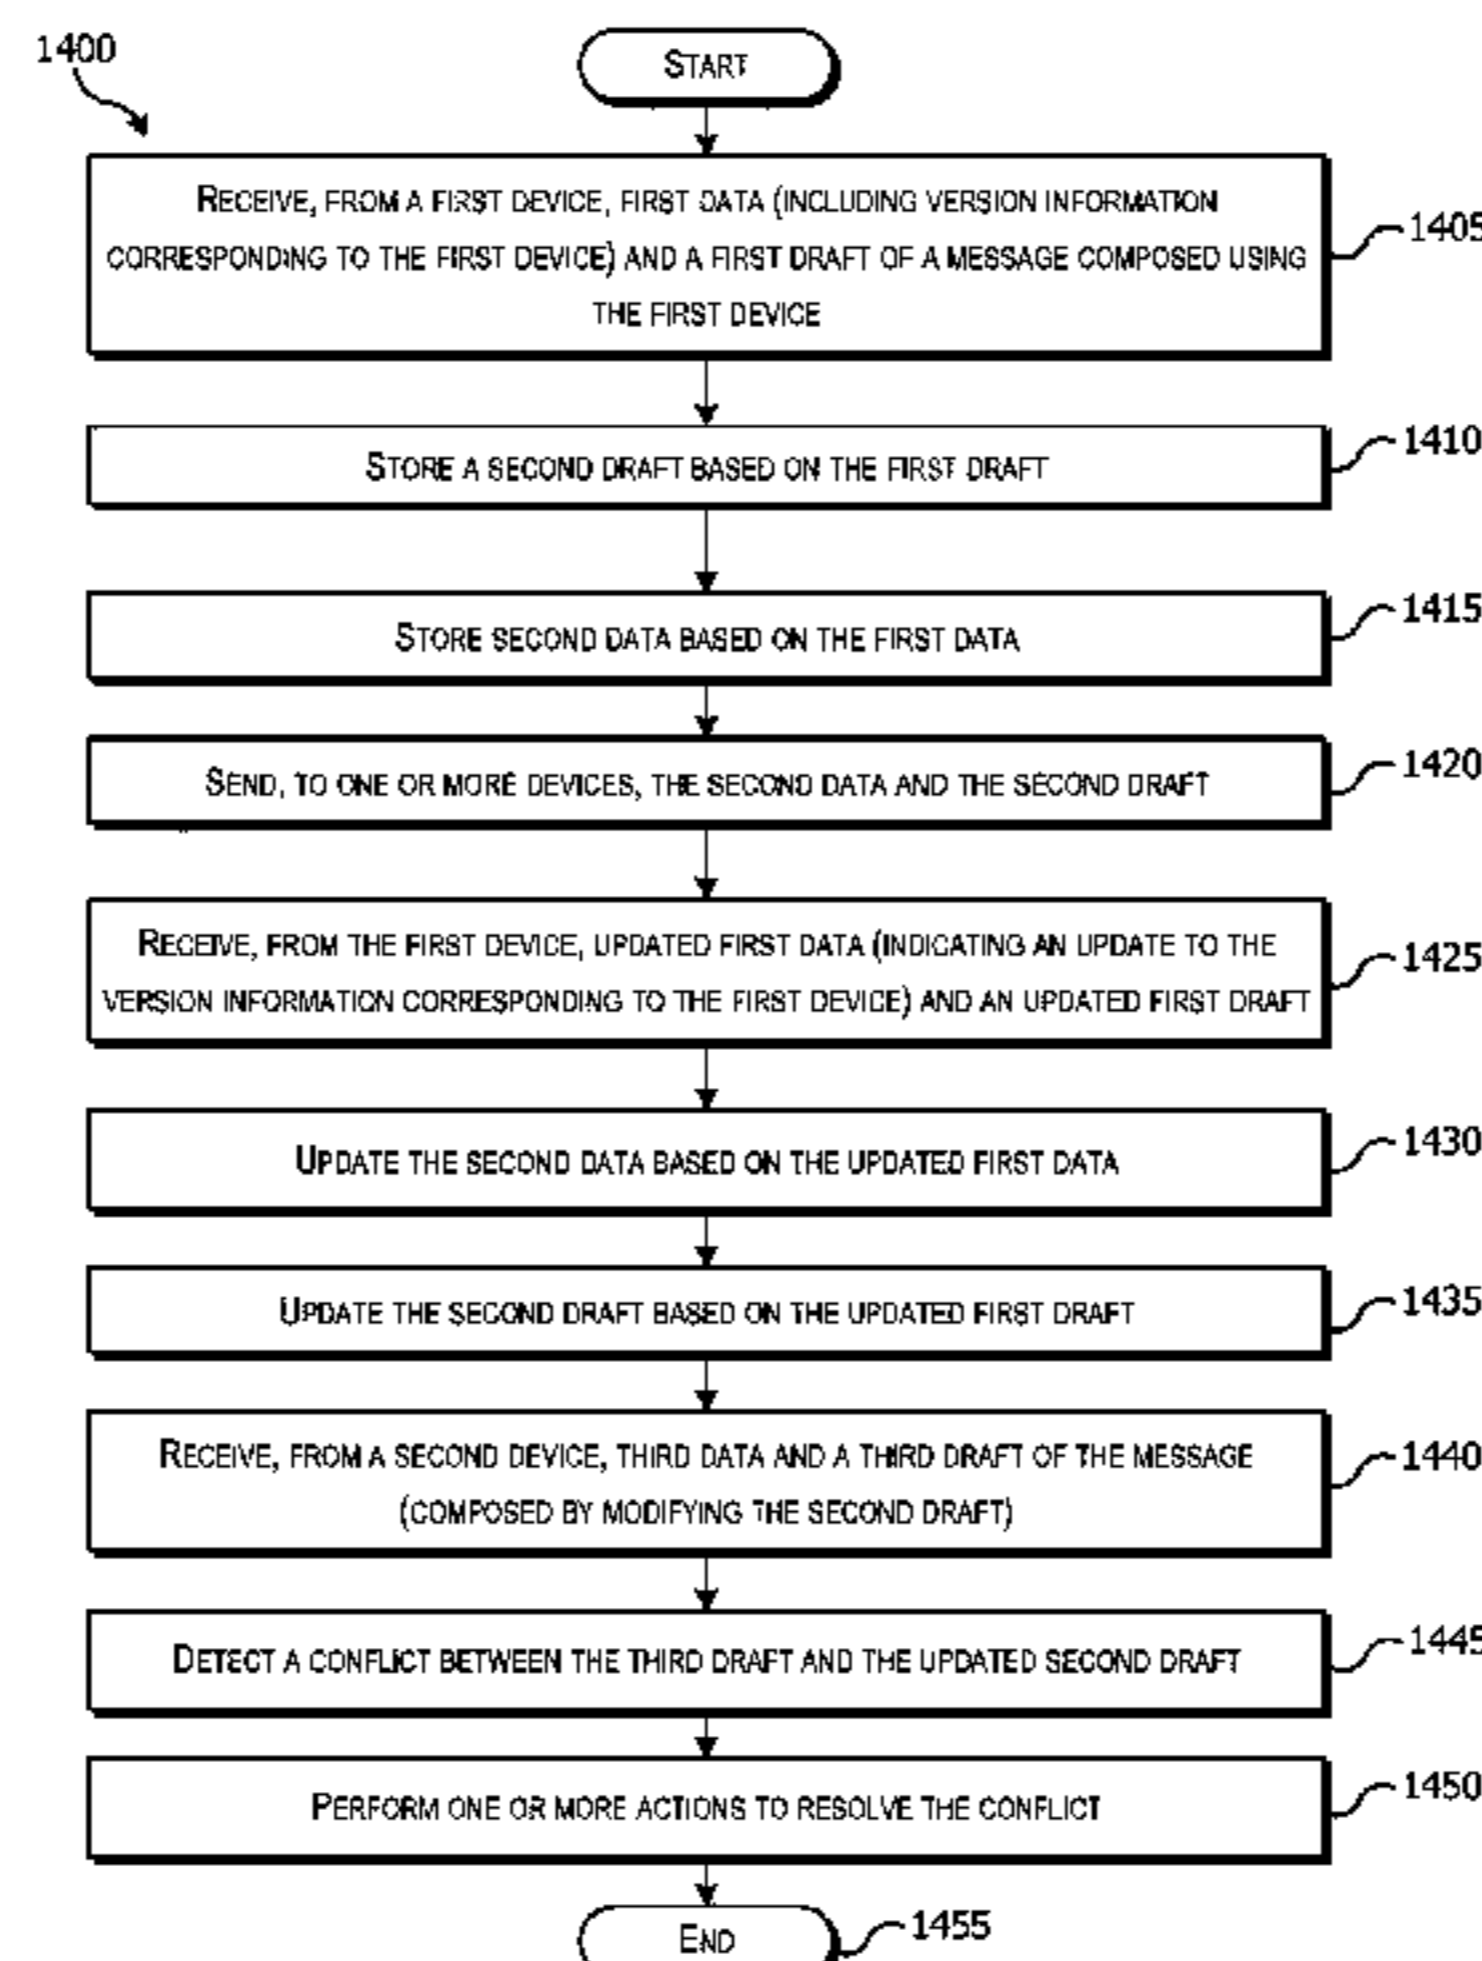 1400
START
RECEIVE, FROM A FIRST DEVICE, FIRST DATA (INCLUDING VERSION INFORMATION
CORRESPONDING TO THE FIRST DEVICE) AND A FIRST DRAFT OF A MESSAGE COMPOSED USING
THE FIRST DEVICE
1405
STORE A SECOND DRAFT BASED ON THE FIRST DRAFT
1410
STORE SECOND DATA BASED ON THE FIRST DATA
1415
SEND, TO ONE OR MORE DEVICES, THE SECOND DATA AND THE SECOND DRAFT
1420
RECEIVE, FROM THE FIRST DEVICE, UPDATED FIRST DATA (INDICATING AN UPDATE TO THE
VERSION INFORMATION CORRESPONDING TO THE FIRST DEVICE) AND AN UPDATED FIRST DRAFT
1425
UPDATE THE SECOND DATA BASED ON THE UPDATED FIRST DATA
1430
UPDATE THE SECOND DRAFT BASED ON THE UPDATED FIRST DRAFT
1435
RECEIVE, FROM A SECOND DEVICE, THIRD DATA AND A THIRD DRAFT OF THE MESSAGE
(COMPOSED BY MODIFYING THE SECOND DRAFT)
1440
DETECT A CONFLICT BETWEEN THE THIRD DRAFT AND THE UPDATED SECOND DRAFT
1445
PERFORM ONE OR MORE ACTIONS TO RESOLVE THE CONFLICT
1450
END
1455